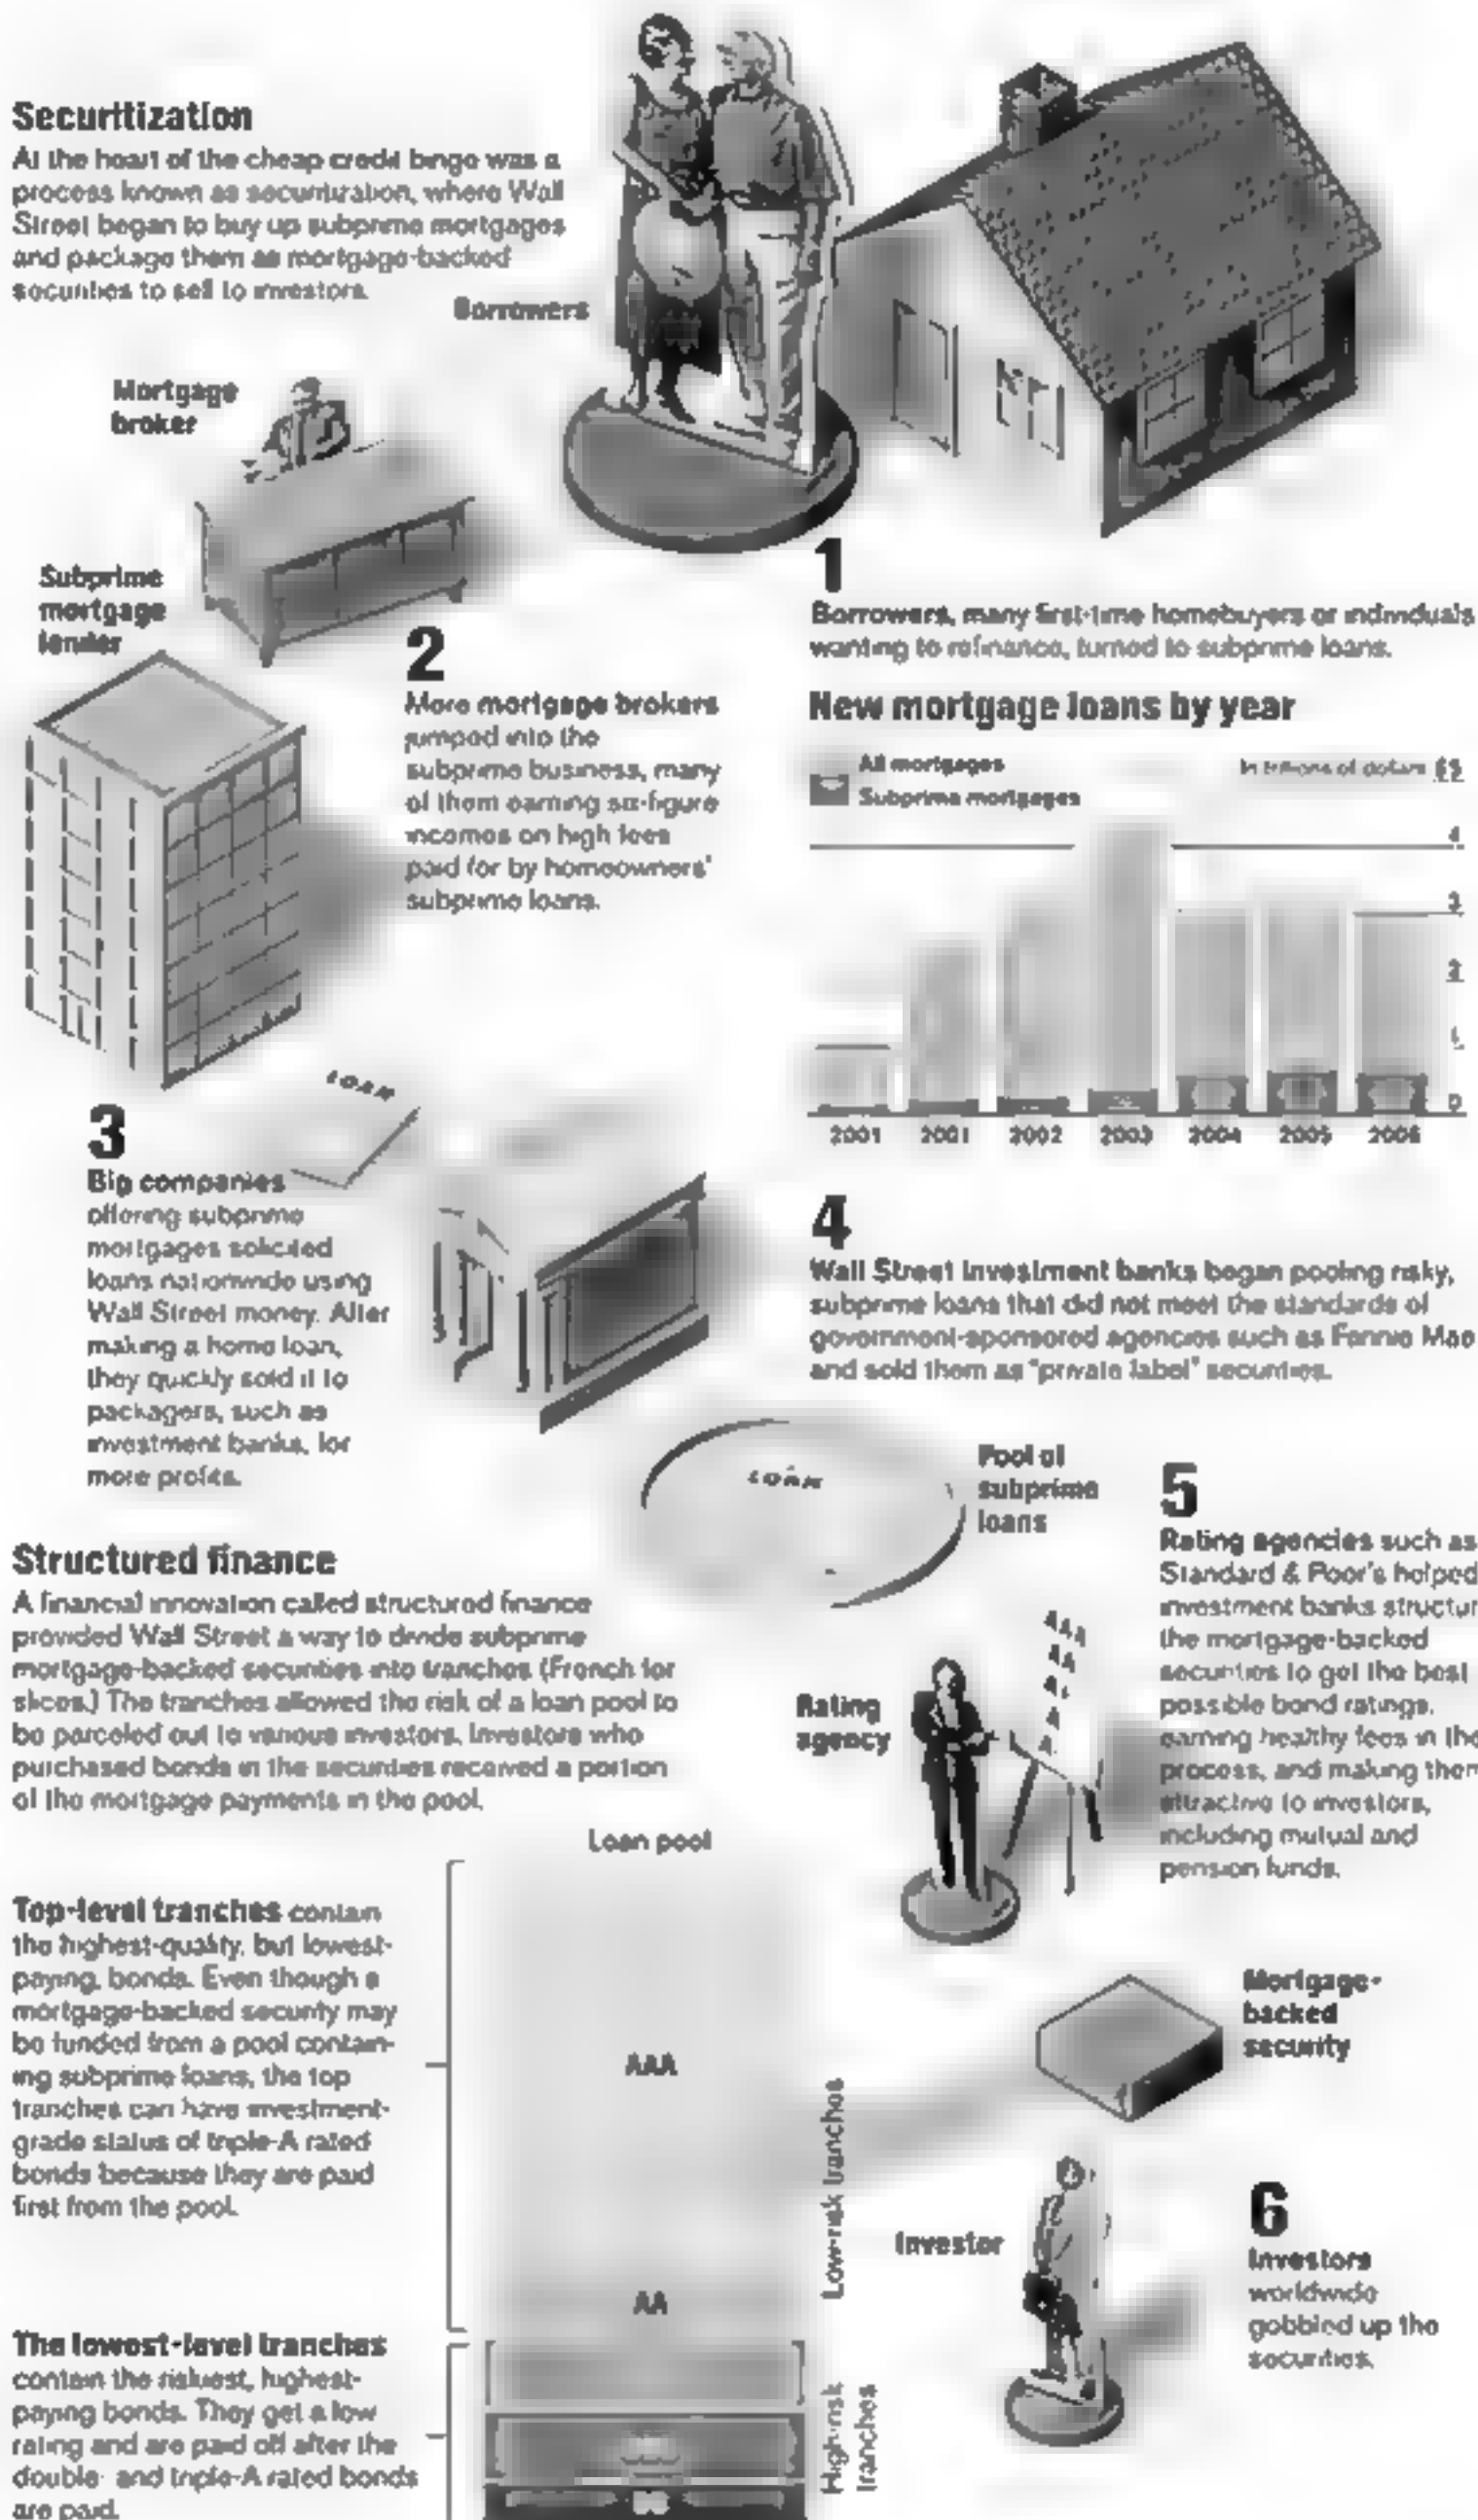 Securitization
At the heart of the cheap credit binge was a
process known as securitization, where Wall
Street began to buy up subprime mortgages
and package them as mortgage-backed
securities to sell to investors.
Borrowers
Mortgage
broker
Subprime
mortgage
lender
1
Borrowers, many first-time homebuyers or individuals
wanting to refinance, turned to subprime loans.
2
More mortgage brokers
jumped into the
subprime business, many
of them earning six-figure
incomes on high fees
paid for by homeowners'
subprime loans.
New mortgage loans by year
All mortgages
Subprime mortgages
In trillions of dollars $5
4
3
2
1
0
2001 2001 2002 2003 2004 2005 2006
LOAN
3
Big companies
offering subprime
mortgages solicited
loans nationwide using
Wall Street money. After
making a home loan,
they quickly sold it to
packagers, such as
investment banks, for
more profits.
4
Wall Street investment banks began pooling risky,
subprime loans that did not meet the standards of
government-sponsored agencies such as Fannie Mae
and sold them as "private label" securities.
LOAN
Pool of
subprime
loans
5
Rating agencies such as
Standard & Poor's helped
investment banks structur
the mortgage-backed
securities to get the best
possible bond ratings,
earning healthy fees in the
process, and making them
attractive to investors,
including mutual and
pension funds.
Rating
agency
AAA
AA
A+
A
A-
Structured finance
A financial innovation called structured finance
provided Wall Street a way to divide subprime
mortgage-backed securities into tranches (French for
slices.) The tranches allowed the risk of a loan pool to
be parceled out to various investors. Investors who
purchased bonds in the securities received a portion
of the mortgage payments in the pool.
Loan pool
Top-level tranches contain
the highest-quality, but lowest-
paying, bonds. Even though a
mortgage-backed security may
be funded from a pool contain-
ing subprime loans, the top
tranches can have investment-
grade status of triple-A rated
bonds because they are paid
first from the pool.
AAA
AA
Low-risk tranches
Mortgage-
backed
security
Investor
6
Investors
worldwide
gobbled up the
securities.
The lowest-level tranches
contain the riskiest, highest-
paying bonds. They get a low
rating and are paid off after the
double- and triple-A rated bonds
are paid.
High-risk
tranches